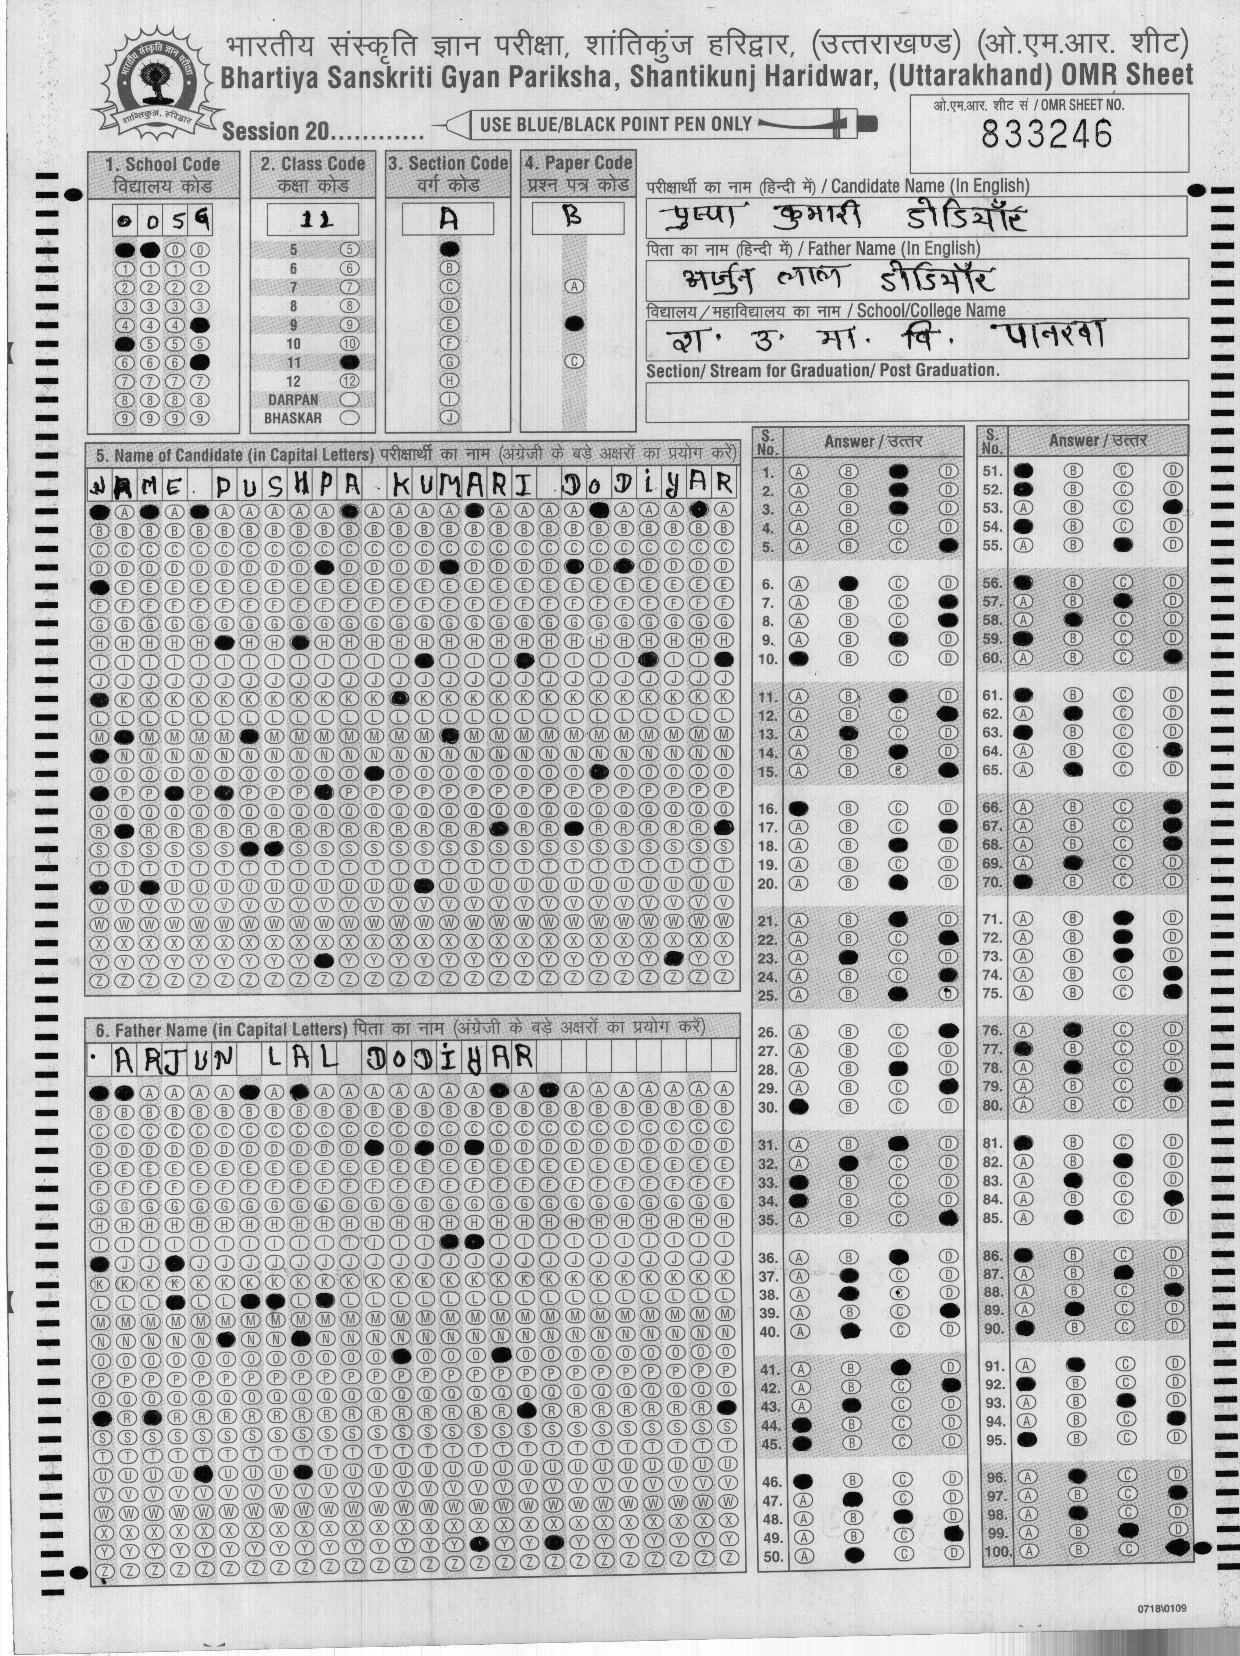 भारतीय संस्कृति ज्ञान परीक्षा, शांतिकुंज हरिद्वार, (उत्तराखण्ड) (ओ.एम.आर. शीट)
Bhartiya Sanskriti Gyan Pariksha, Shantikunj Haridwar, (Uttarakhand) OMR Sheet
Session 20............
USE BLUE/BLACK POINT PEN ONLY
ओ.एम.आर. शीट सं / OMR SHEET NO.
833246
1. School Code
विद्यालय कोड
2. Class Code
कक्षा कोड
11
3. Section Code
वर्ग कोड
A
4. Paper Code
प्रश्न पत्र कोड
B
5
6
7
8
9
10
11
12
DARPAN
BHASKAR
परीक्षार्थी का नाम (हिन्दी में) / Candidate Name (In English)
पुष्पा कुमारी डोडियाँर
पिता का नाम (हिन्दी में) / Father Name (In English)
अर्जुन लाल डोडियाँर
विद्यालय/महाविद्यालय का नाम / School/College Name
रा. उ. मा. वि. पानरवा
Section/ Stream for Graduation/ Post Graduation.
5. Name of Candidate (in Capital Letters) परीक्षार्थी का नाम (अंग्रेजी के बड़े अक्षरों का प्रयोग करें)
NAME. PUSHPA . KUMARI . DoDiyAR
6. Father Name (in Capital Letters) पिता का नाम (अंग्रेजी के बड़े अक्षरों का प्रयोग करें)
. ARJUN LAL DoDiyAR
S. No.
Answer / उत्तर
S. No.
Answer / उत्तर
0718\0109